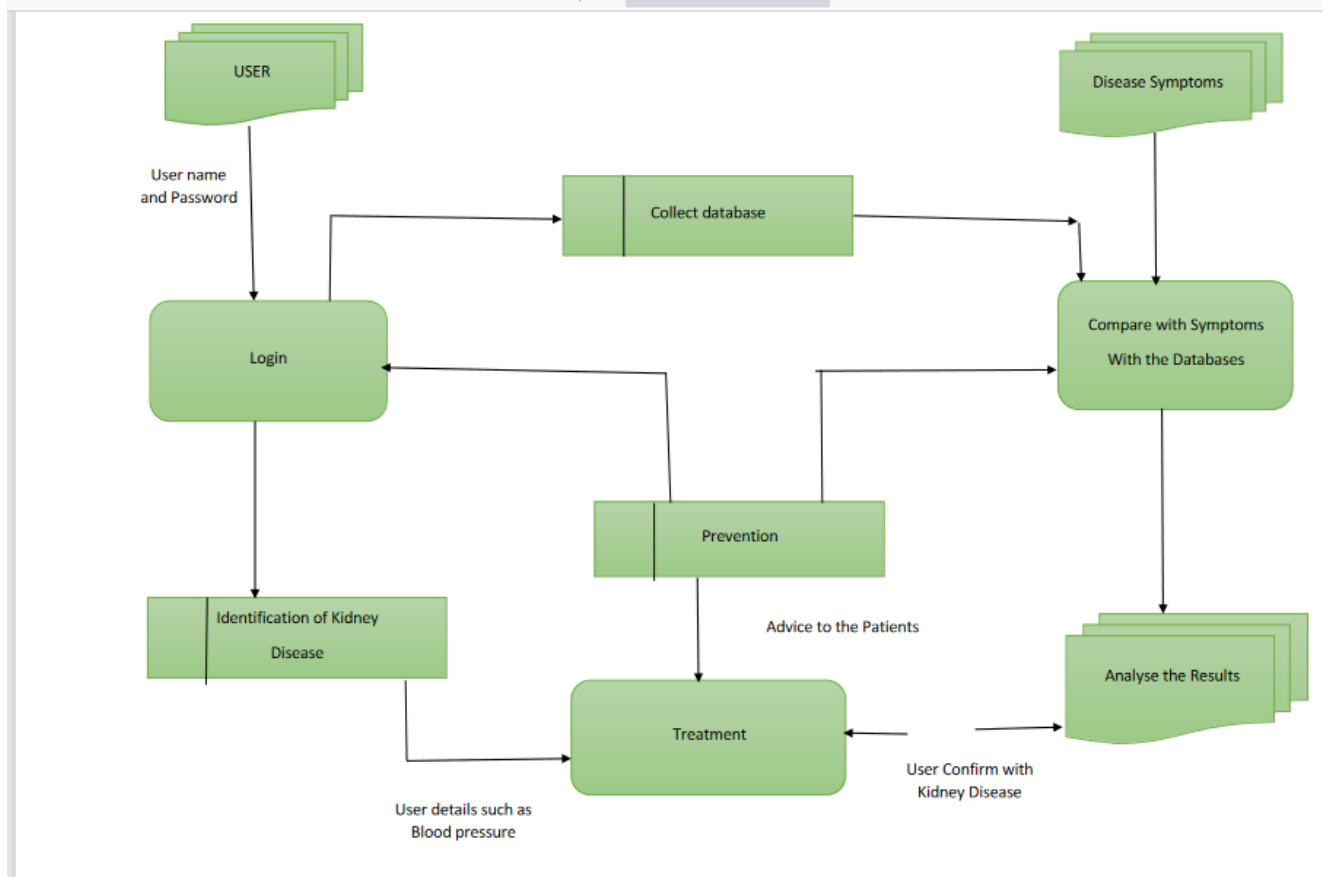 USER
Disease Symptoms
User name
and Password
Collect database
Compare with Symptoms
With the Databases
Login
Prevention
Identification of Kidney
Disease
Advice to the Patients
Analyse the Results
Treatment
User Confirm with
Kidney Disease
User details such as
Blood pressure